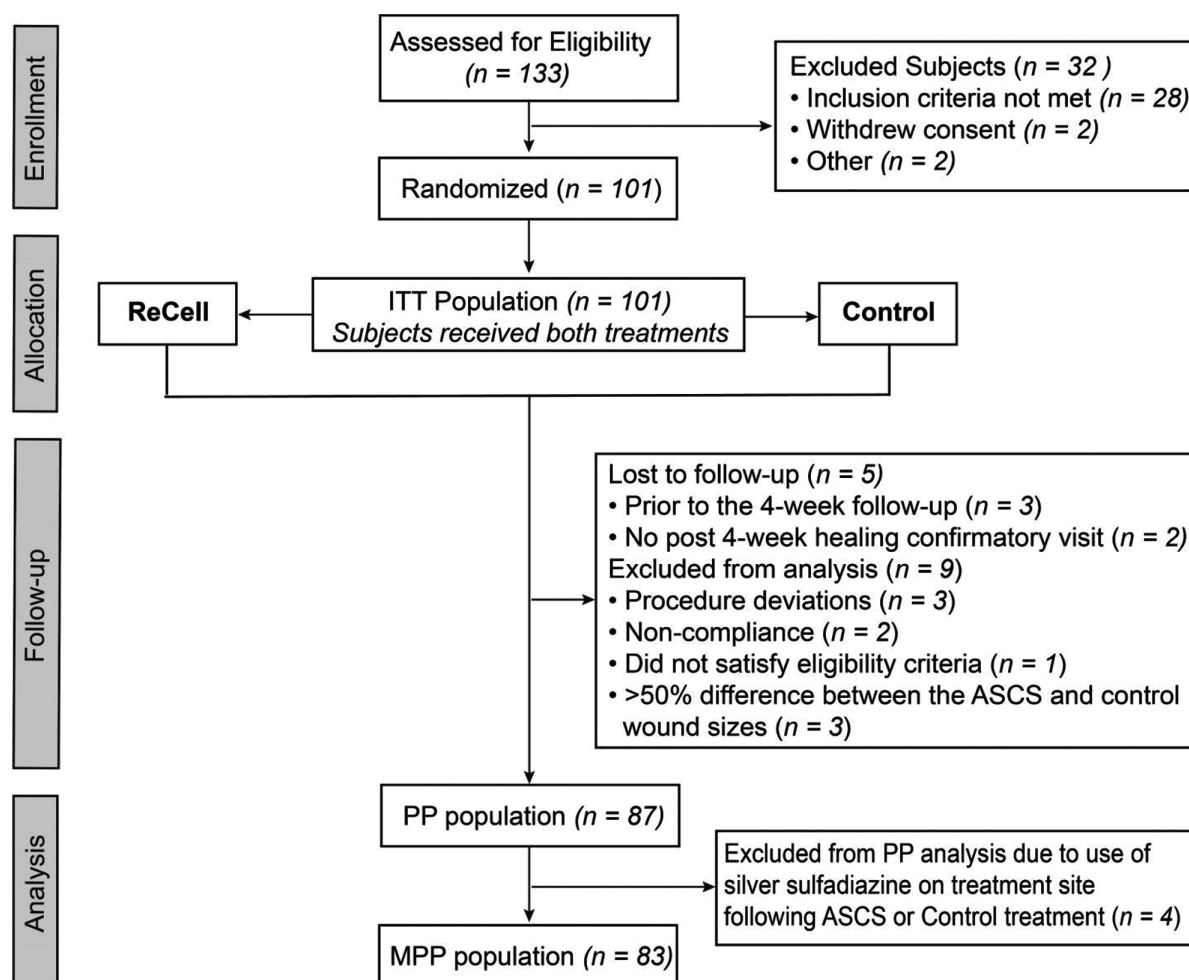 Enrollment
Assessed for Eligibility
(n = 133)
Excluded Subjects (n = 32 )
• Inclusion criteria not met (n = 28)
• Withdrew consent (n = 2)
• Other (n = 2)
Randomized (n = 101)
Allocation
ReCell
ITT Population (n = 101)
Subjects received both treatments
Control
Follow-up
Lost to follow-up (n = 5)
• Prior to the 4-week follow-up (n = 3)
• No post 4-week healing confirmatory visit (n = 2)
Excluded from analysis (n = 9)
• Procedure deviations (n = 3)
• Non-compliance (n = 2)
• Did not satisfy eligibility criteria (n = 1)
• >50% difference between the ASCS and control
wound sizes (n = 3)
Analysis
PP population (n = 87)
Excluded from PP analysis due to use of
silver sulfadiazine on treatment site
following ASCS or Control treatment (n = 4)
MPP population (n = 83)